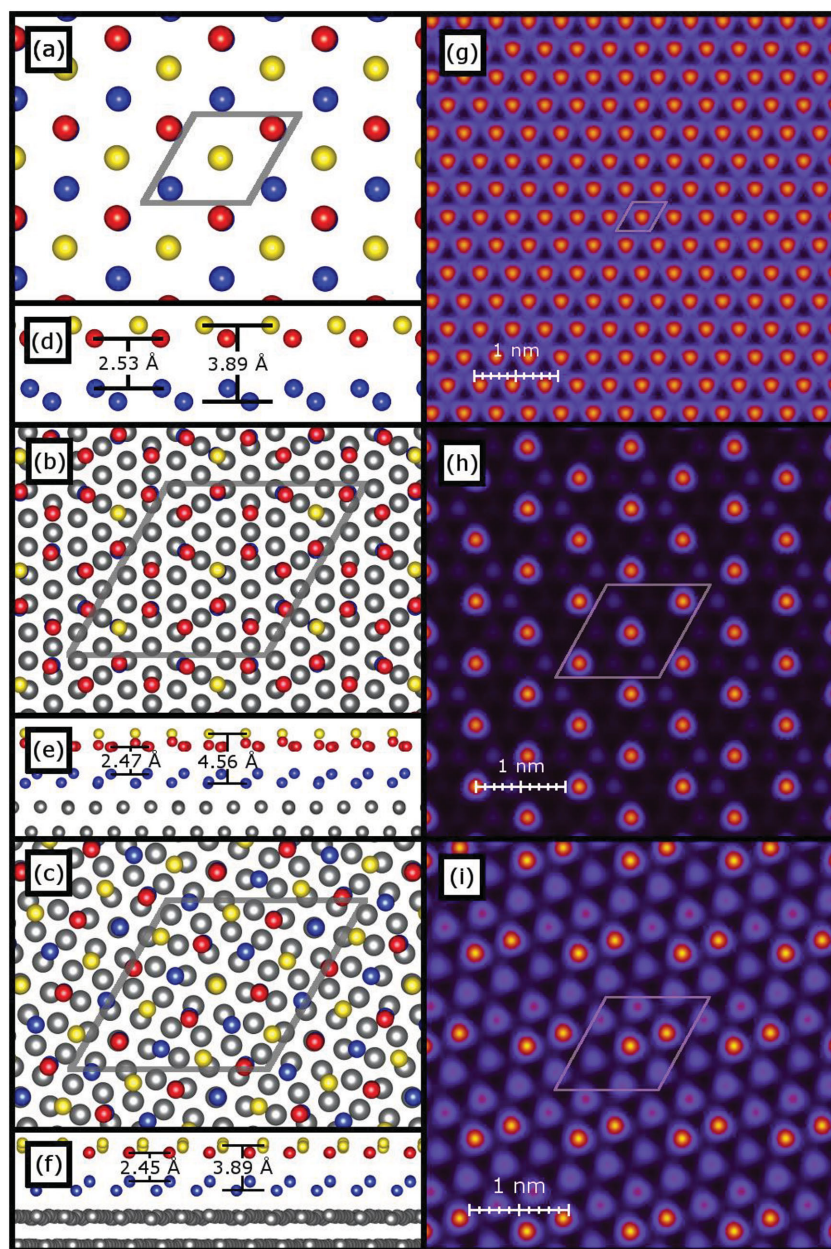 (a)
(g)
(d)
2.53 Å
3.89 Å
1 nm
(b)
(h)
(e)
2.47 Å
4.56 Å
1 nm
(c)
(i)
(f)
2.45 Å
3.89 Å
1 nm